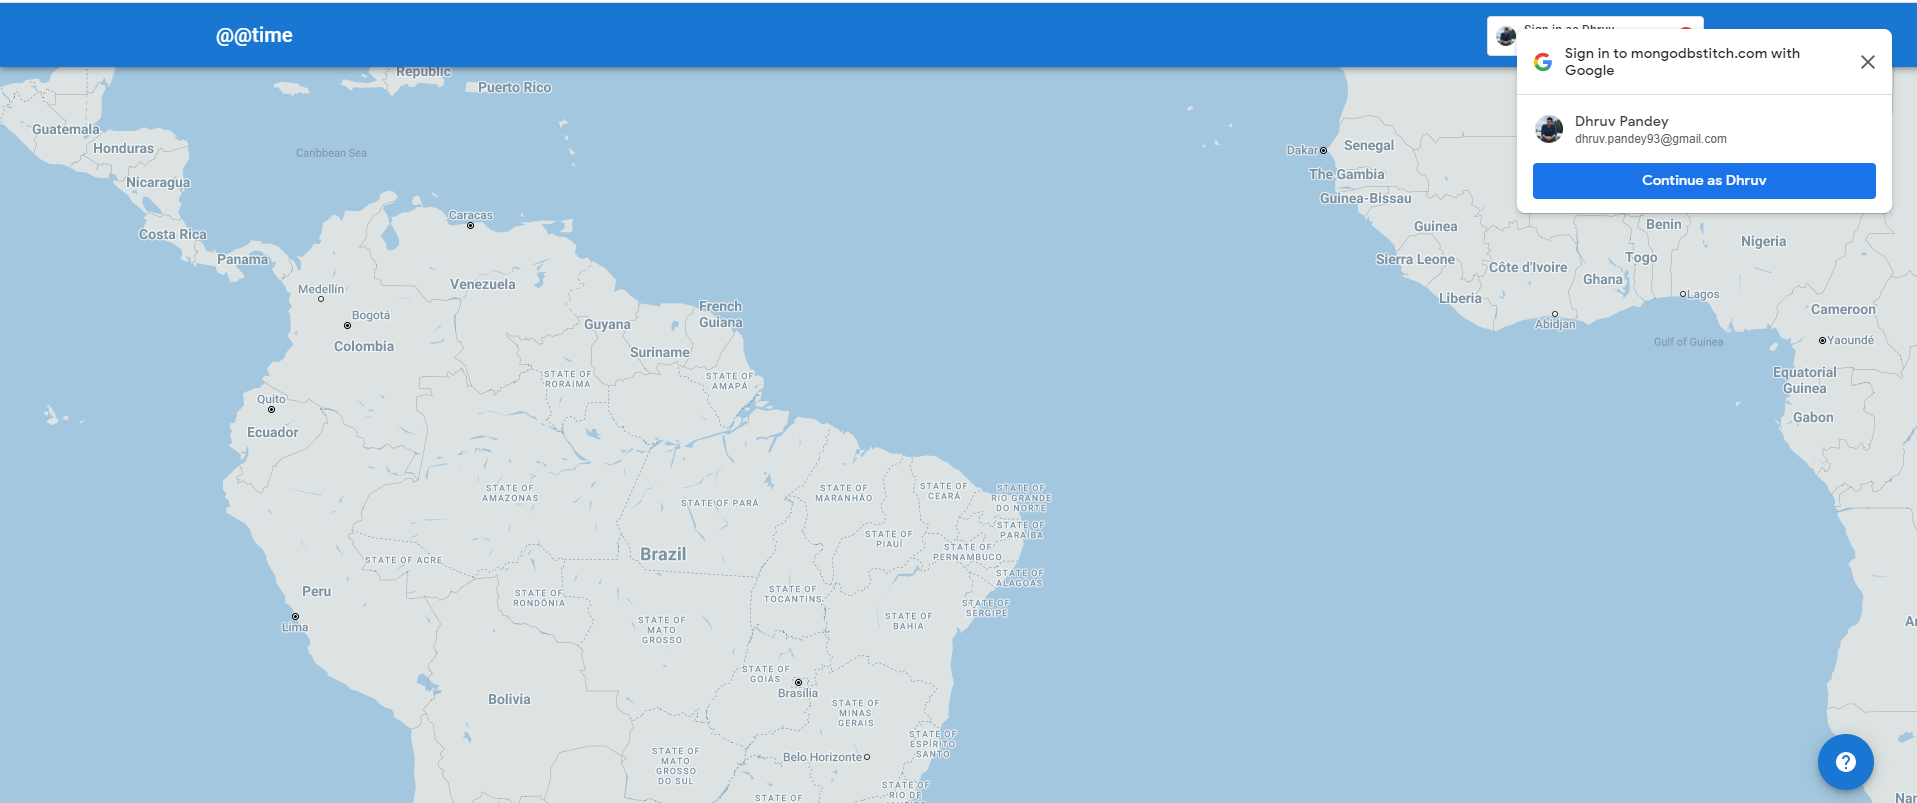 @@time
Sign in as Dhruv
Sign in to mongodbstitch.com with
Google
Dhruv Pandey
dhruv.pandey93@gmail.com
Continue as Dhruv
Republic
Puerto Rico
Guatemala
Honduras
Caribbean Sea
Nicaragua
Costa Rica
Panama
Caracas
Medellín
Bogotá
Colombia
Venezuela
Guyana
French
Guiana
Suriname
Quito
Ecuador
STATE OF
RORAIMA
STATE OF
AMAPÁ
STATE OF
AMAZONAS
STATE OF PARÁ
STATE OF
MARANHÃO
STATE OF
CEARÁ
STATE OF
RIO GRANDE
DO NORTE
STATE OF
PARAÍBA
STATE OF
PIAUÍ
STATE OF
PERNAMBUCO
STATE OF
ALAGOAS
STATE OF
SERGIPE
STATE OF ACRE
Brazil
Peru
Lima
STATE OF
RONDÔNIA
STATE OF
TOCANTINS
STATE OF
MATO
GROSSO
STATE OF
BAHIA
STATE OF
GOIÁS
Brasília
Bolivia
STATE OF
MINAS
GERAIS
STATE OF
ESPÍRITO
SANTO
STATE OF
MATO
GROSSO
DO SUL
Belo Horizonte
STATE OF
RIO DE
STATE OF
Dakar
Senegal
The Gambia
Guinea-Bissau
Guinea
Sierra Leone
Liberia
Côte d'Ivoire
Abidjan
Ghana
Togo
Benin
Nigeria
Lagos
Gulf of Guinea
Cameroon
Yaoundé
Equatorial
Guinea
Gabon